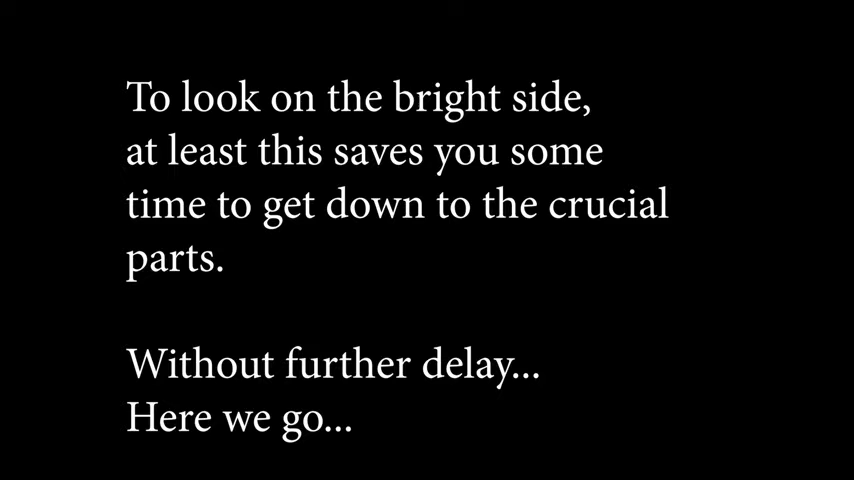 To look on the bright side,
at least this saves you some
time to get down to the crucial
parts.
Without further delay...
Here we go...